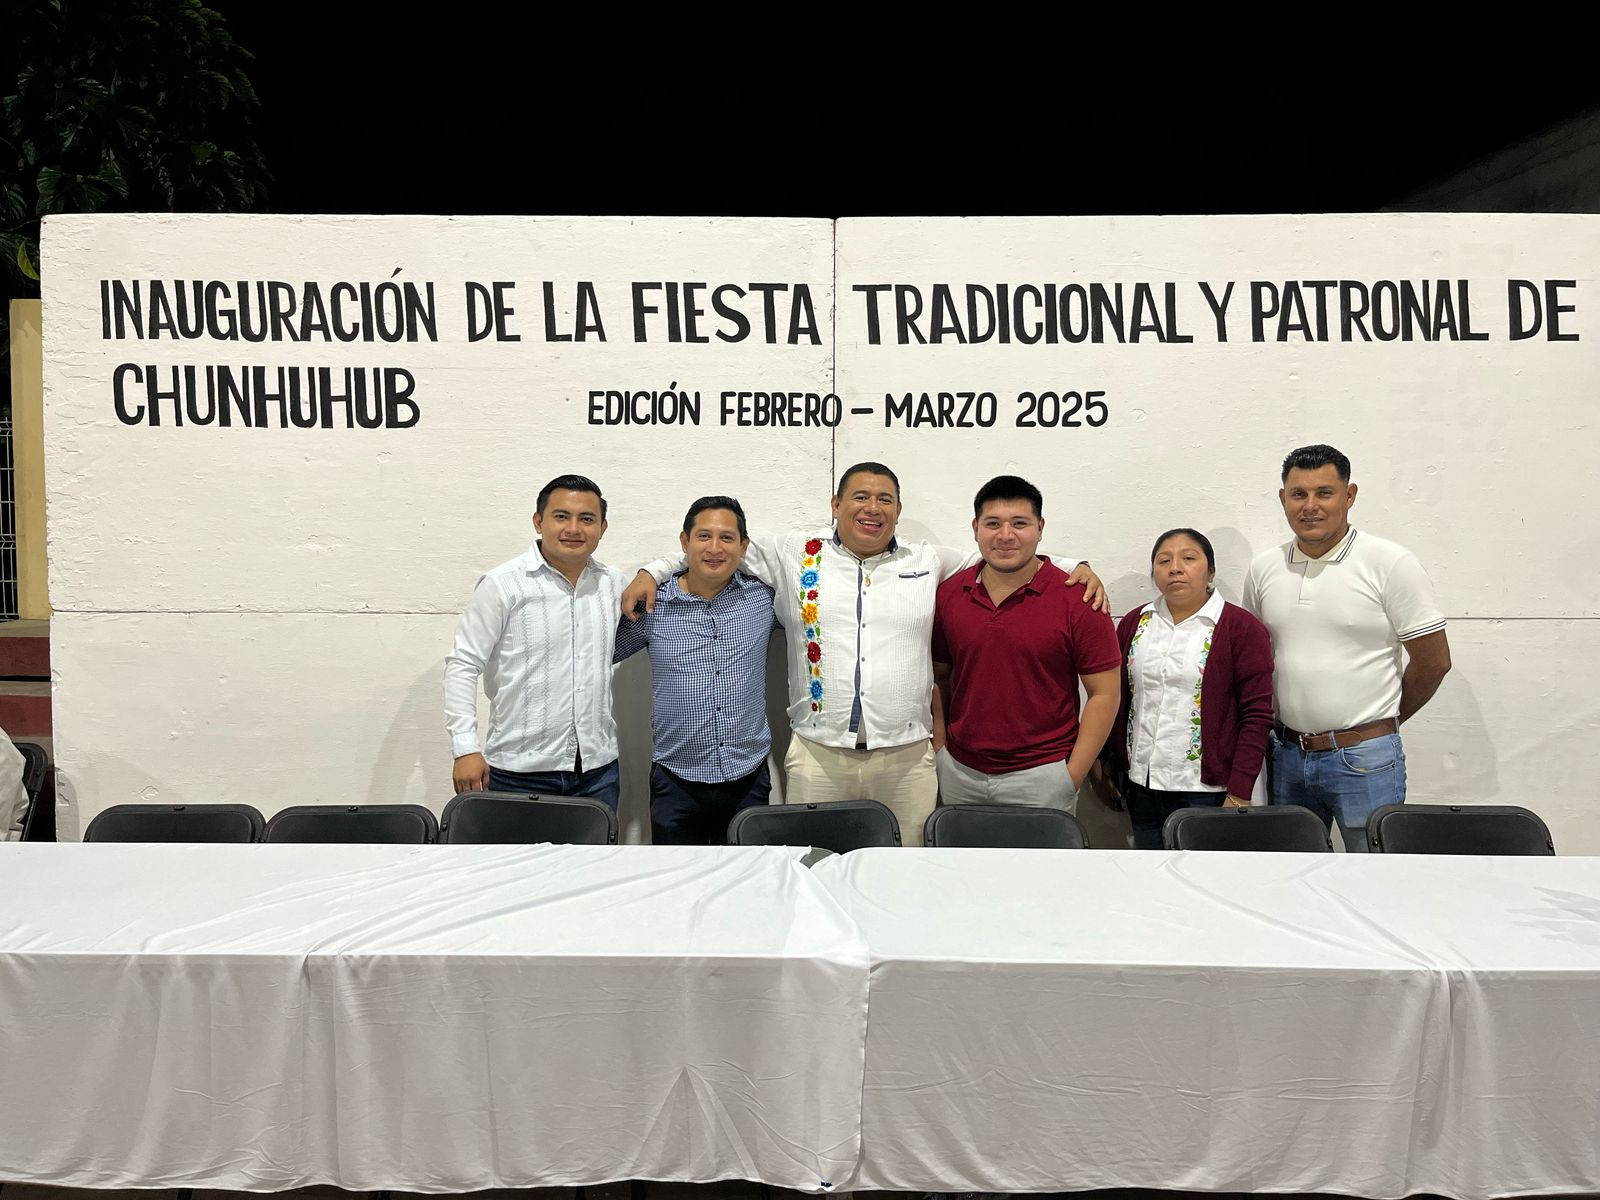 INAUGURACIÓN DE LA FIESTA TRADICIONAL Y PATRONAL DE
CHUNHUHUB
EDICIÓN FEBRERO - MARZO 2025